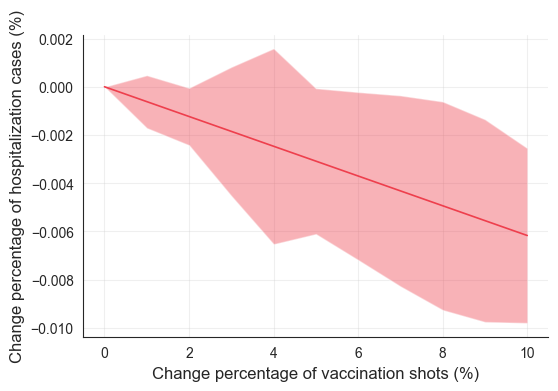 Change percentage of hospitalization cases (%)
0.002
0.000
−0.002
−0.004
−0.006
−0.008
−0.010
0 2 4 6 8 10
Change percentage of vaccination shots (%)